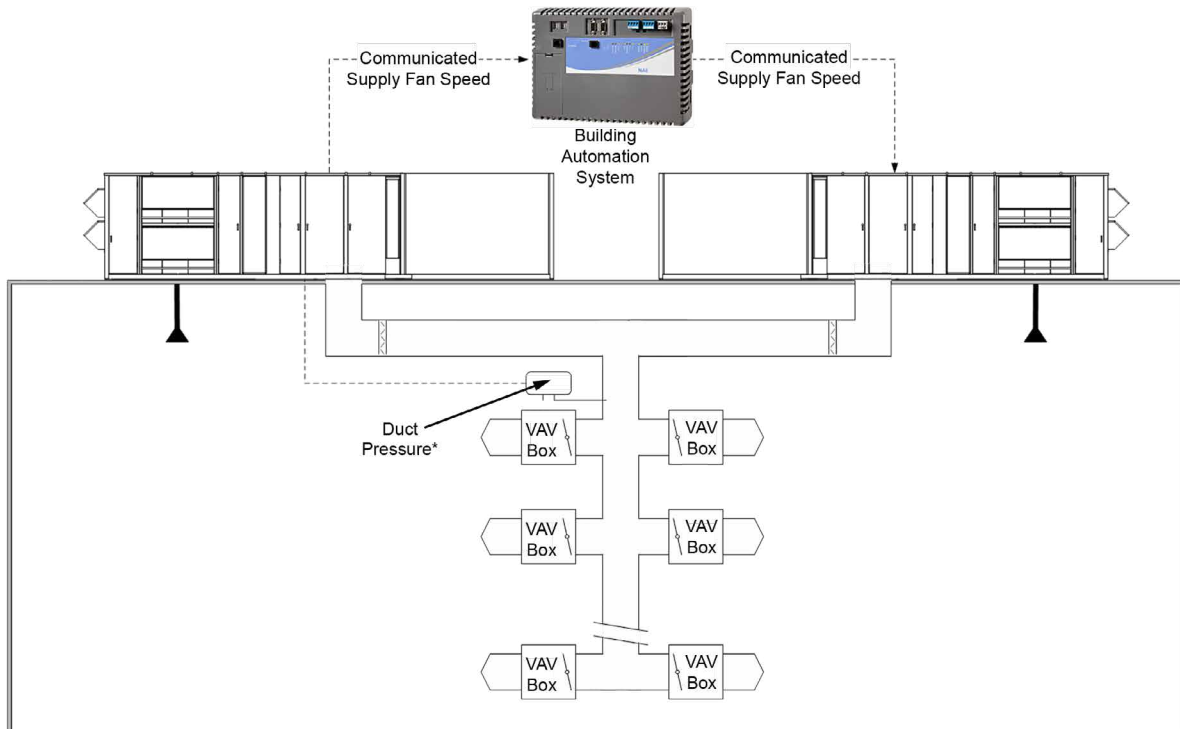 Communicated
Supply Fan Speed
Communicated
Supply Fan Speed
NAE
Building
Automation
System
Duct
Pressure*
VAV
Box
VAV
Box
VAV
Box
VAV
Box
VAV
Box
VAV
Box